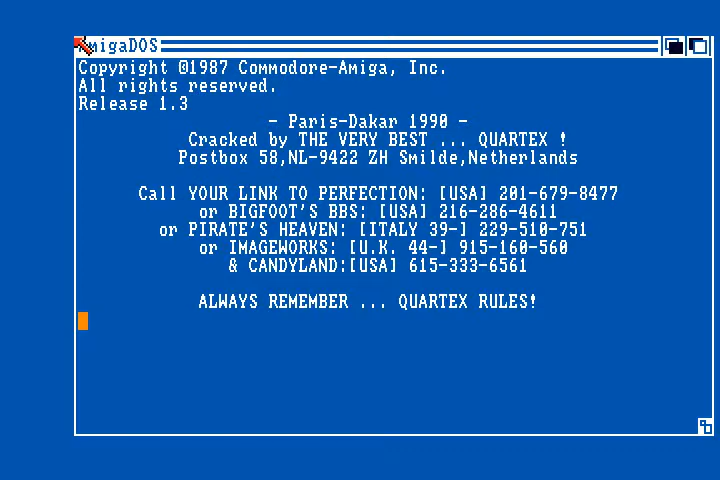 AmigaDOS
Copyright ©1987 Commodore-Amiga, Inc.
All rights reserved.
Release 1.3
- Paris-Dakar 1990 -
Cracked by THE VERY BEST ... QUARTEX !
Postbox 58,NL-9422 ZH Smilde,Netherlands
Call YOUR LINK TO PERFECTION: [USA] 201-679-8477
or BIGFOOT'S BBS: [USA] 216-286-4611
or PIRATE'S HEAVEN: [ITALY 39-] 229-510-751
or IMAGEWORKS: [U.K. 44-] 915-160-560
& CANDYLAND:[USA] 615-333-6561
ALWAYS REMEMBER ... QUARTEX RULES!